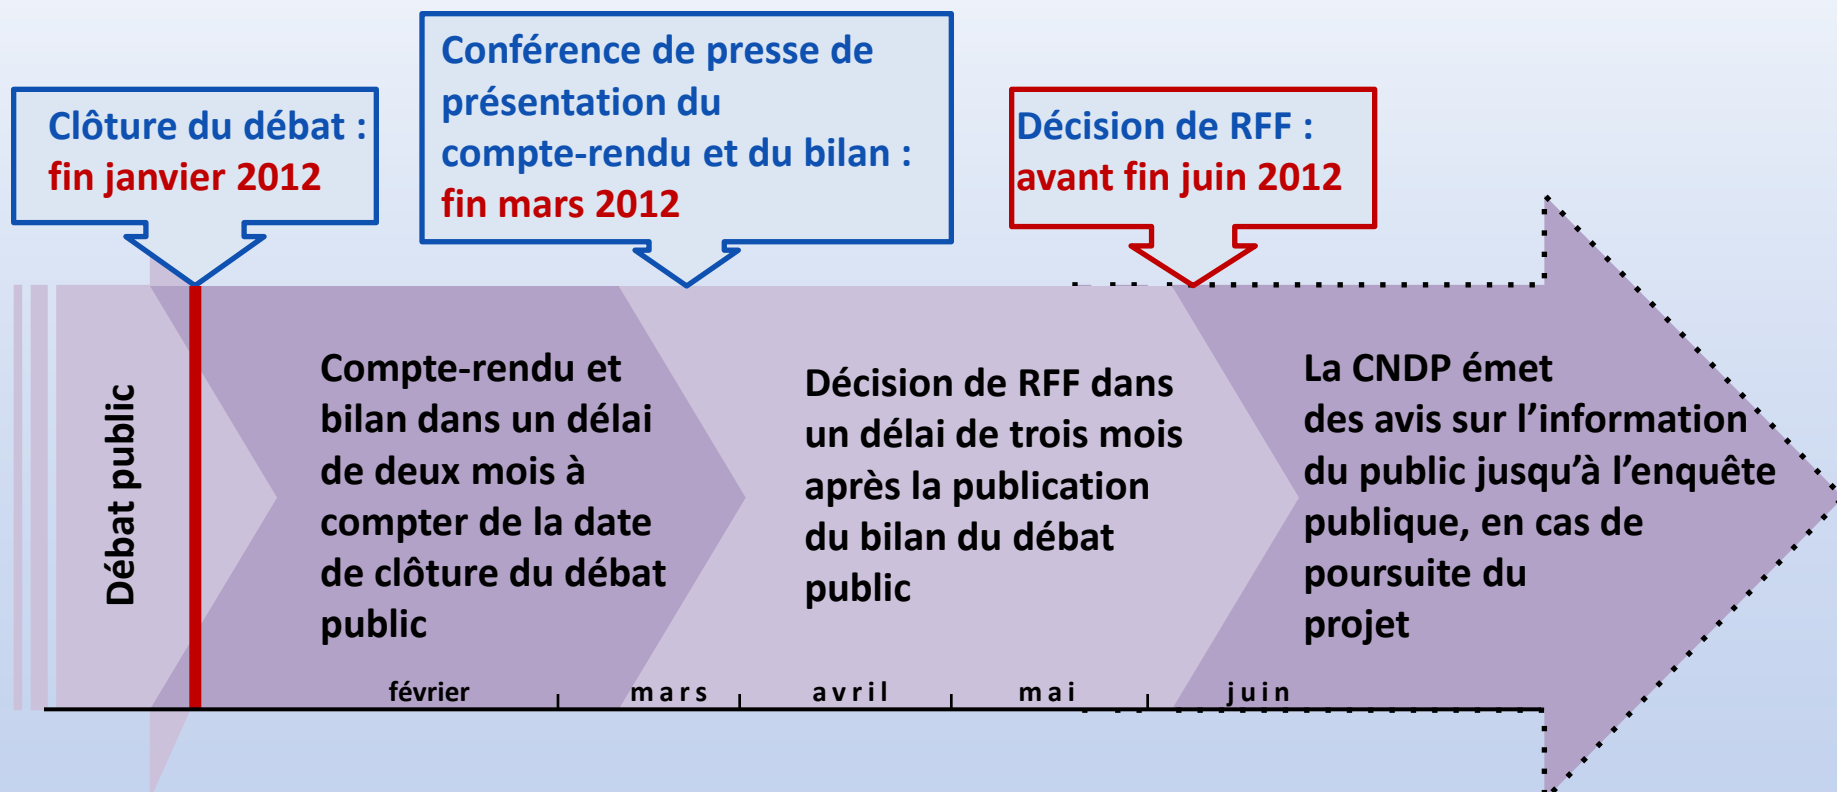 Clôture du débat :
fin janvier 2012
Conférence de presse de
présentation du
compte-rendu et du bilan :
fin mars 2012
Décision de RFF :
avant fin juin 2012
Débat public
Compte-rendu et
bilan dans un délai
de deux mois à
compter de la date
de clôture du débat
public
Décision de RFF dans
un délai de trois mois
après la publication
du bilan du débat
public
La CNDP émet
des avis sur l’information
du public jusqu’à l’enquête
publique, en cas de
poursuite du
projet
février
mars
avril
mai
juin